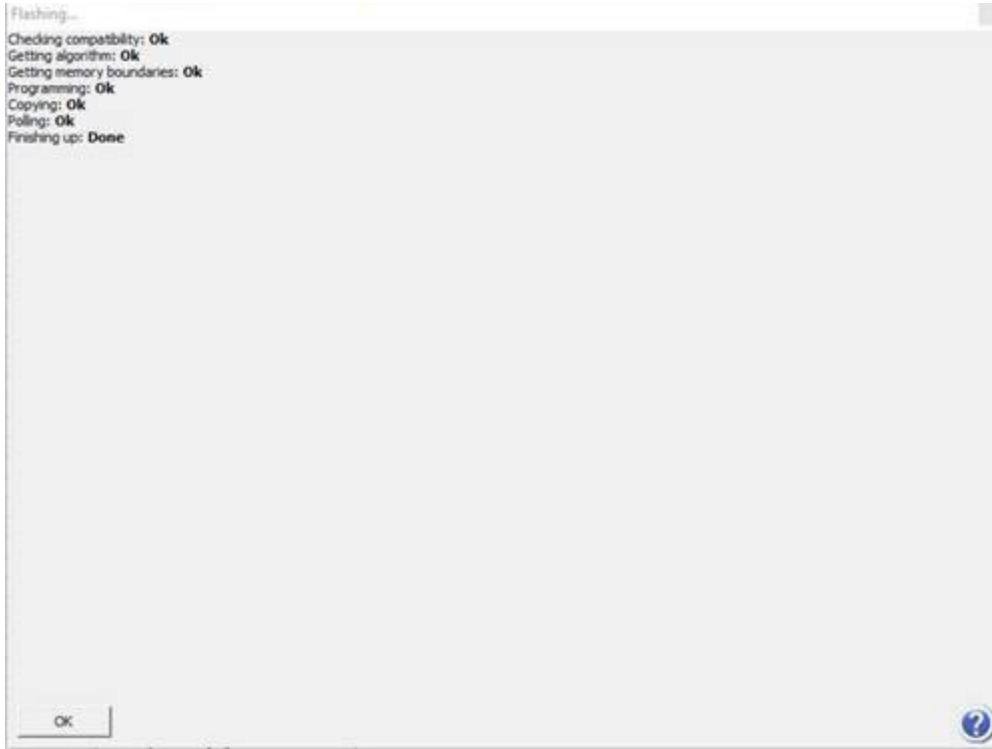 Flashing...
Checking compatibility: Ok
Getting algorithm: Ok
Getting memory boundaries: Ok
Programming: Ok
Copying: Ok
Polling: Ok
Finishing up: Done
OK
?